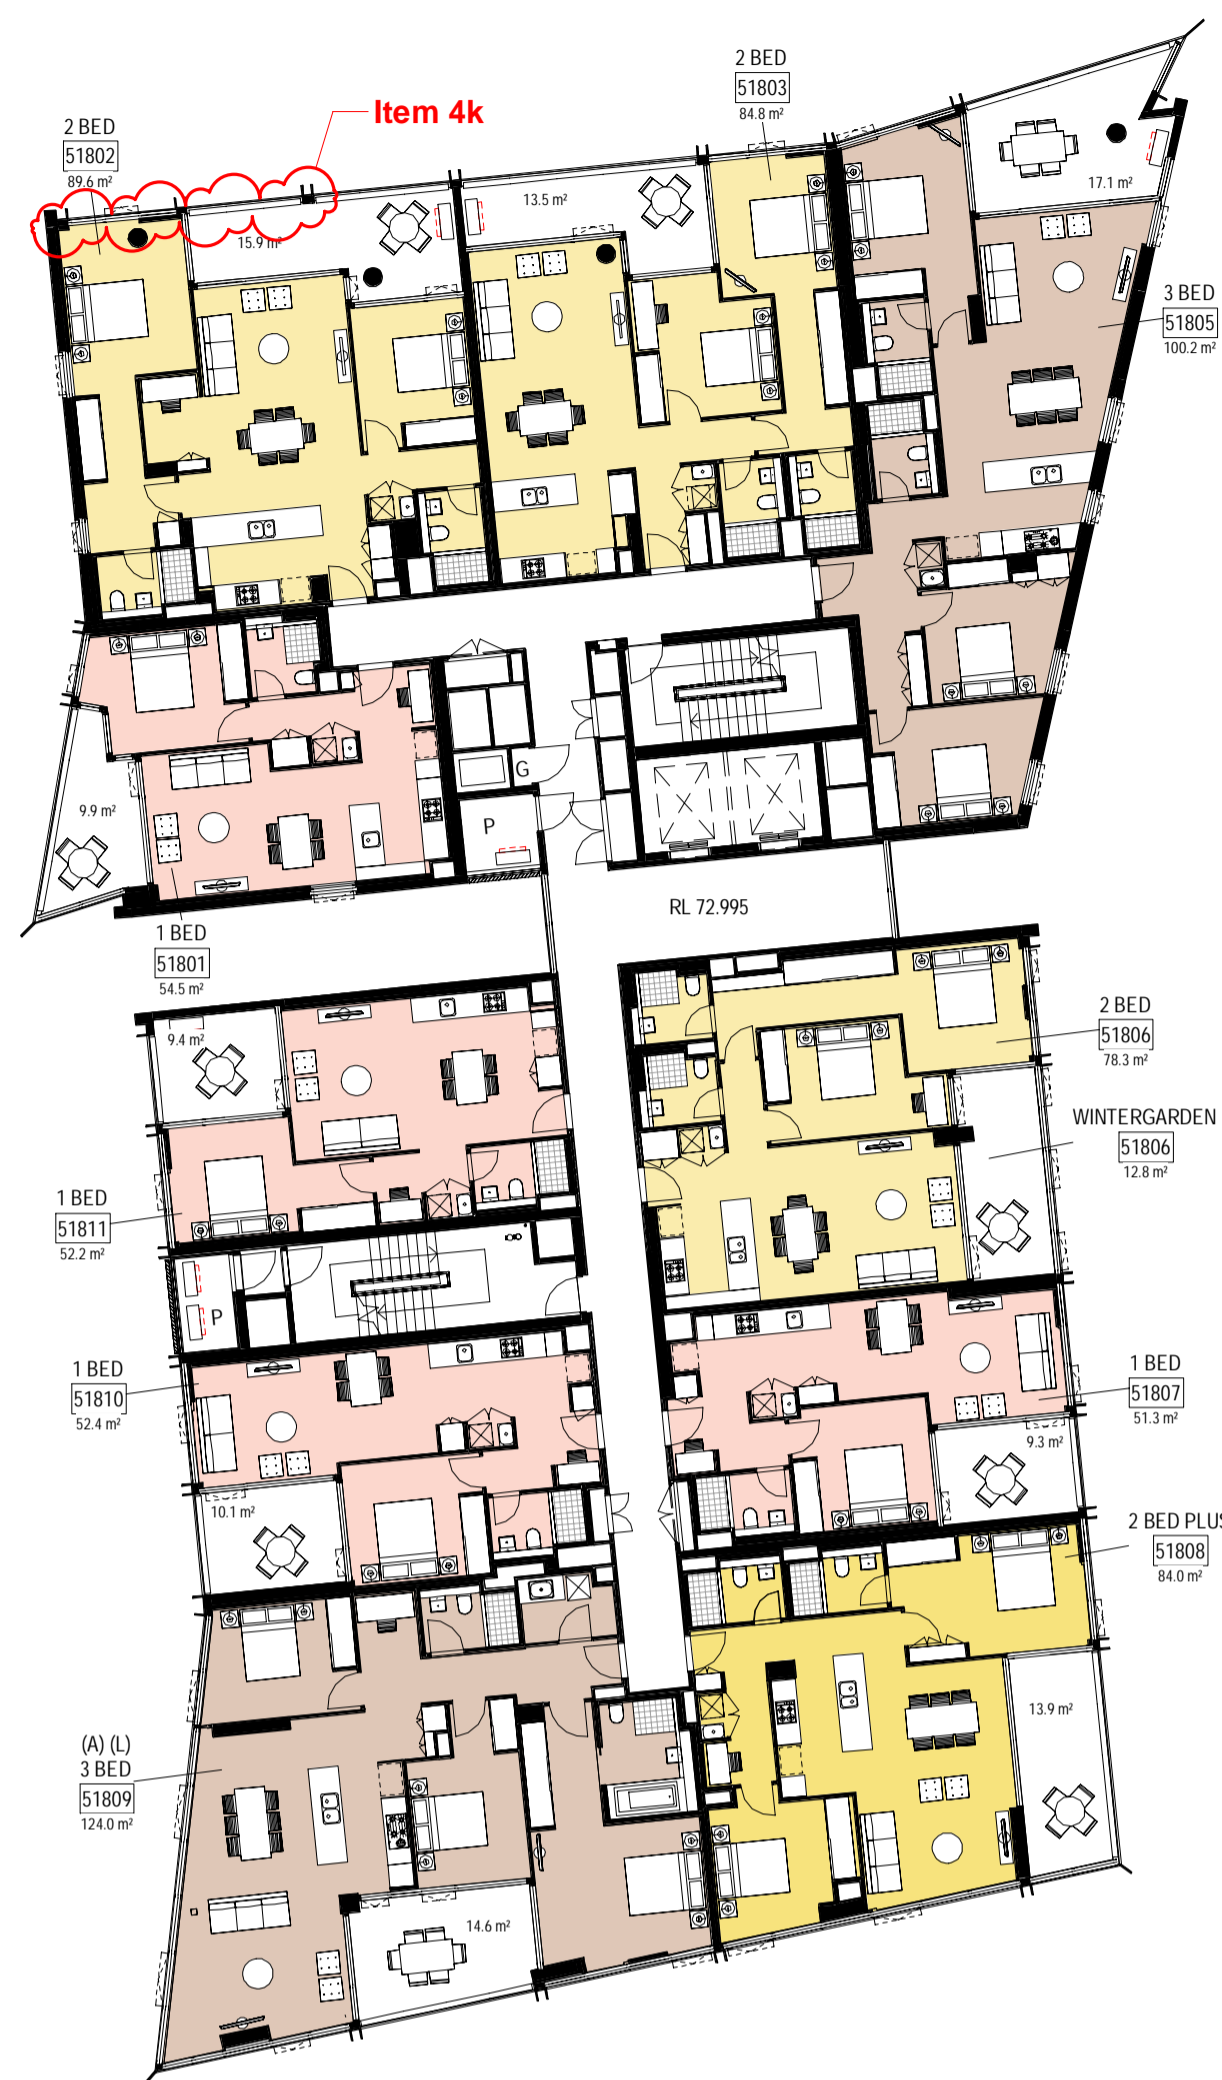 2 BED
51803
84.8 m²
Item 4k
2 BED
51802
89.6 m²
15.9 m²
13.5 m²
17.1 m²
3 BED
51805
100.2 m²
9.9 m²
G
P
1 BED
51801
54.5 m²
RL 72.995
9.4 m²
2 BED
51806
78.3 m²
WINTERGARDEN
51806
12.8 m²
1 BED
51811
52.2 m²
P
1 BED
51810
52.4 m²
1 BED
51807
51.3 m²
9.3 m²
10.1 m²
2 BED PLUS
51808
84.0 m²
13.9 m²
(A) (L)
3 BED
51809
124.0 m²
14.6 m²